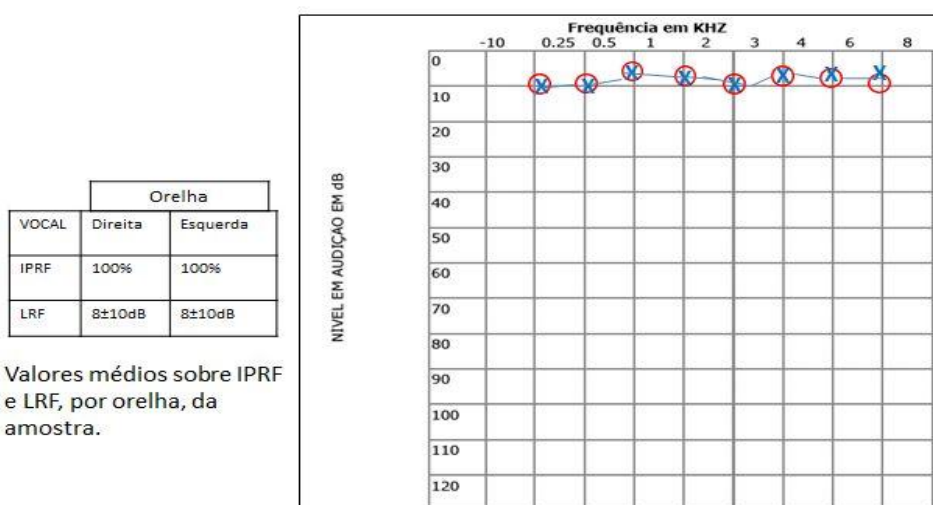 Orelha
VOCAL Direita Esquerda
IPRF 100% 100%
LRF 8±10dB 8±10dB
Valores médios sobre IPRF
e LRF, por orelha, da
amostra.
NIVEL EM AUDIÇAO EM dB
Frequência em KHZ
-10 0.25 0.5 1 2 3 4 6 8
0
10
20
30
40
50
60
70
80
90
100
110
120